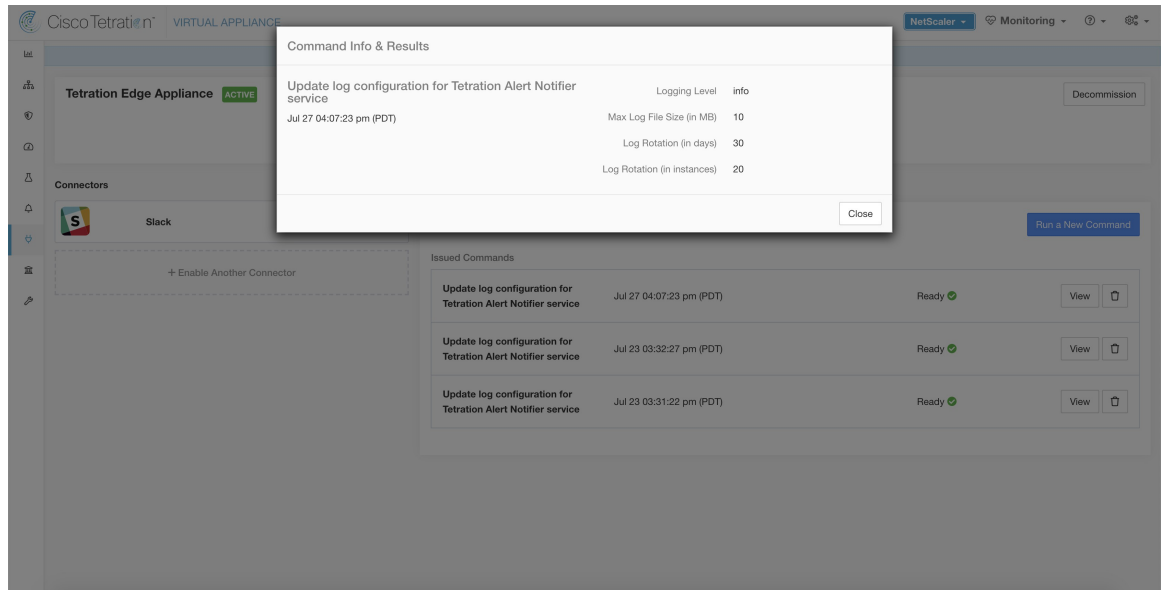 Cisco Tetration™ VIRTUAL APPLIANCE
NetScaler
Monitoring
Command Info & Results
Update log configuration for Tetration Alert Notifier
service
Jul 27 04:07:23 pm (PDT)
Logging Level info
Max Log File Size (in MB) 10
Log Rotation (in days) 30
Log Rotation (in instances) 20
Close
Tetration Edge Appliance ACTIVE
Decommission
Connectors
S Slack
+ Enable Another Connector
Run a New Command
Issued Commands
Update log configuration for
Tetration Alert Notifier service
Jul 27 04:07:23 pm (PDT)
Ready
View
Update log configuration for
Tetration Alert Notifier service
Jul 23 03:32:27 pm (PDT)
Ready
View
Update log configuration for
Tetration Alert Notifier service
Jul 23 03:31:22 pm (PDT)
Ready
View